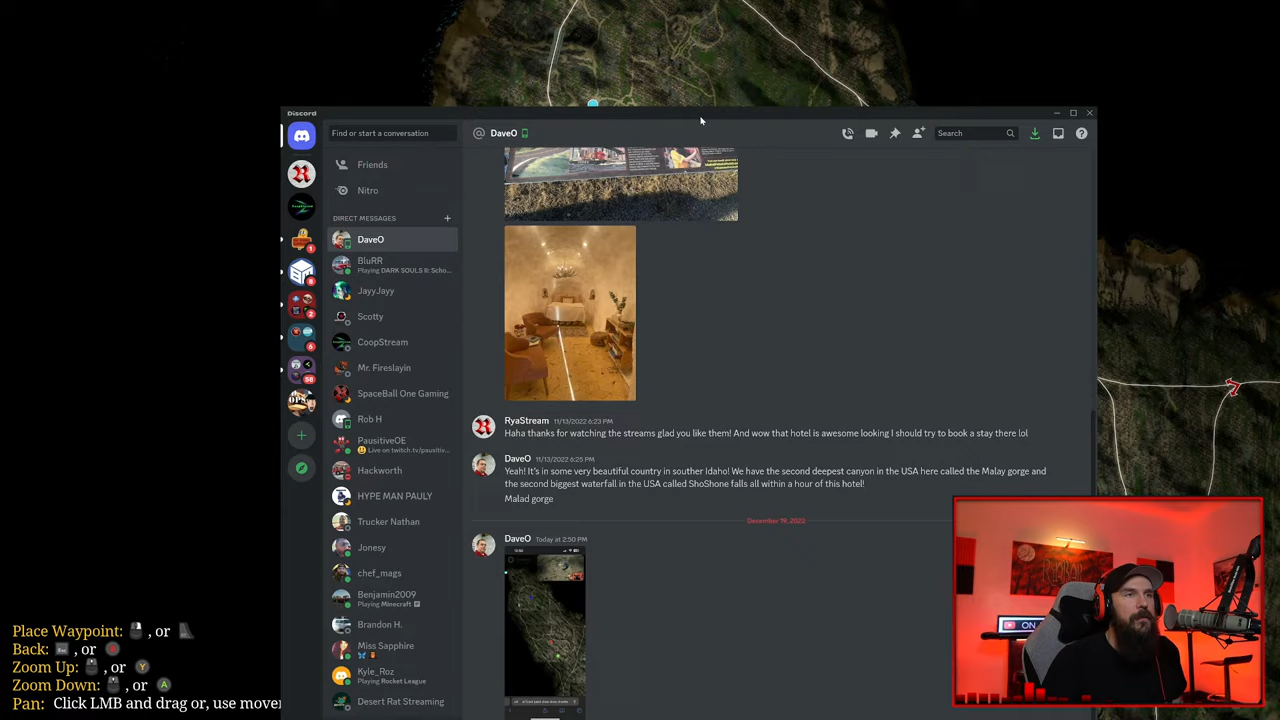 Discord
Find or start a conversation
Friends
Nitro
DIRECT MESSAGES
DaveO
BluRR
Playing DARK SOULS II: Scho...
JayyJayy
Scotty
CoopStream
Mr. Fireslayin
SpaceBall One Gaming
Rob H
PausitiveOE
Live on twitch.tv/pausitiv...
Hackworth
HYPE MAN PAULY
Trucker Nathan
Jonesy
chef_mags
Benjamin2009
Playing Minecraft
Brandon H.
Miss Sapphire
Kyle_Roz
Playing Rocket League
Desert Rat Streaming
1
8
2
6
58
DaveO
Search
RyaStream 11/13/2022 6:23 PM
Haha thanks for watching the streams glad you like them! And wow that hotel is awesome looking I should try to book a stay there lol
DaveO 11/13/2022 6:25 PM
Yeah! It's in some very beautiful country in souther Idaho! We have the second deepest canyon in the USA here called the Malay gorge and
the second biggest waterfall in the USA called ShoShone falls all within a hour of this hotel!
Malad gorge
December 19, 2022
DaveO Today at 2:50 PM
Place Waypoint: , or
Back: Esc , or
Zoom Up: , or Y
Zoom Down: , or A
Pan: Click LMB and drag or, use move
ON